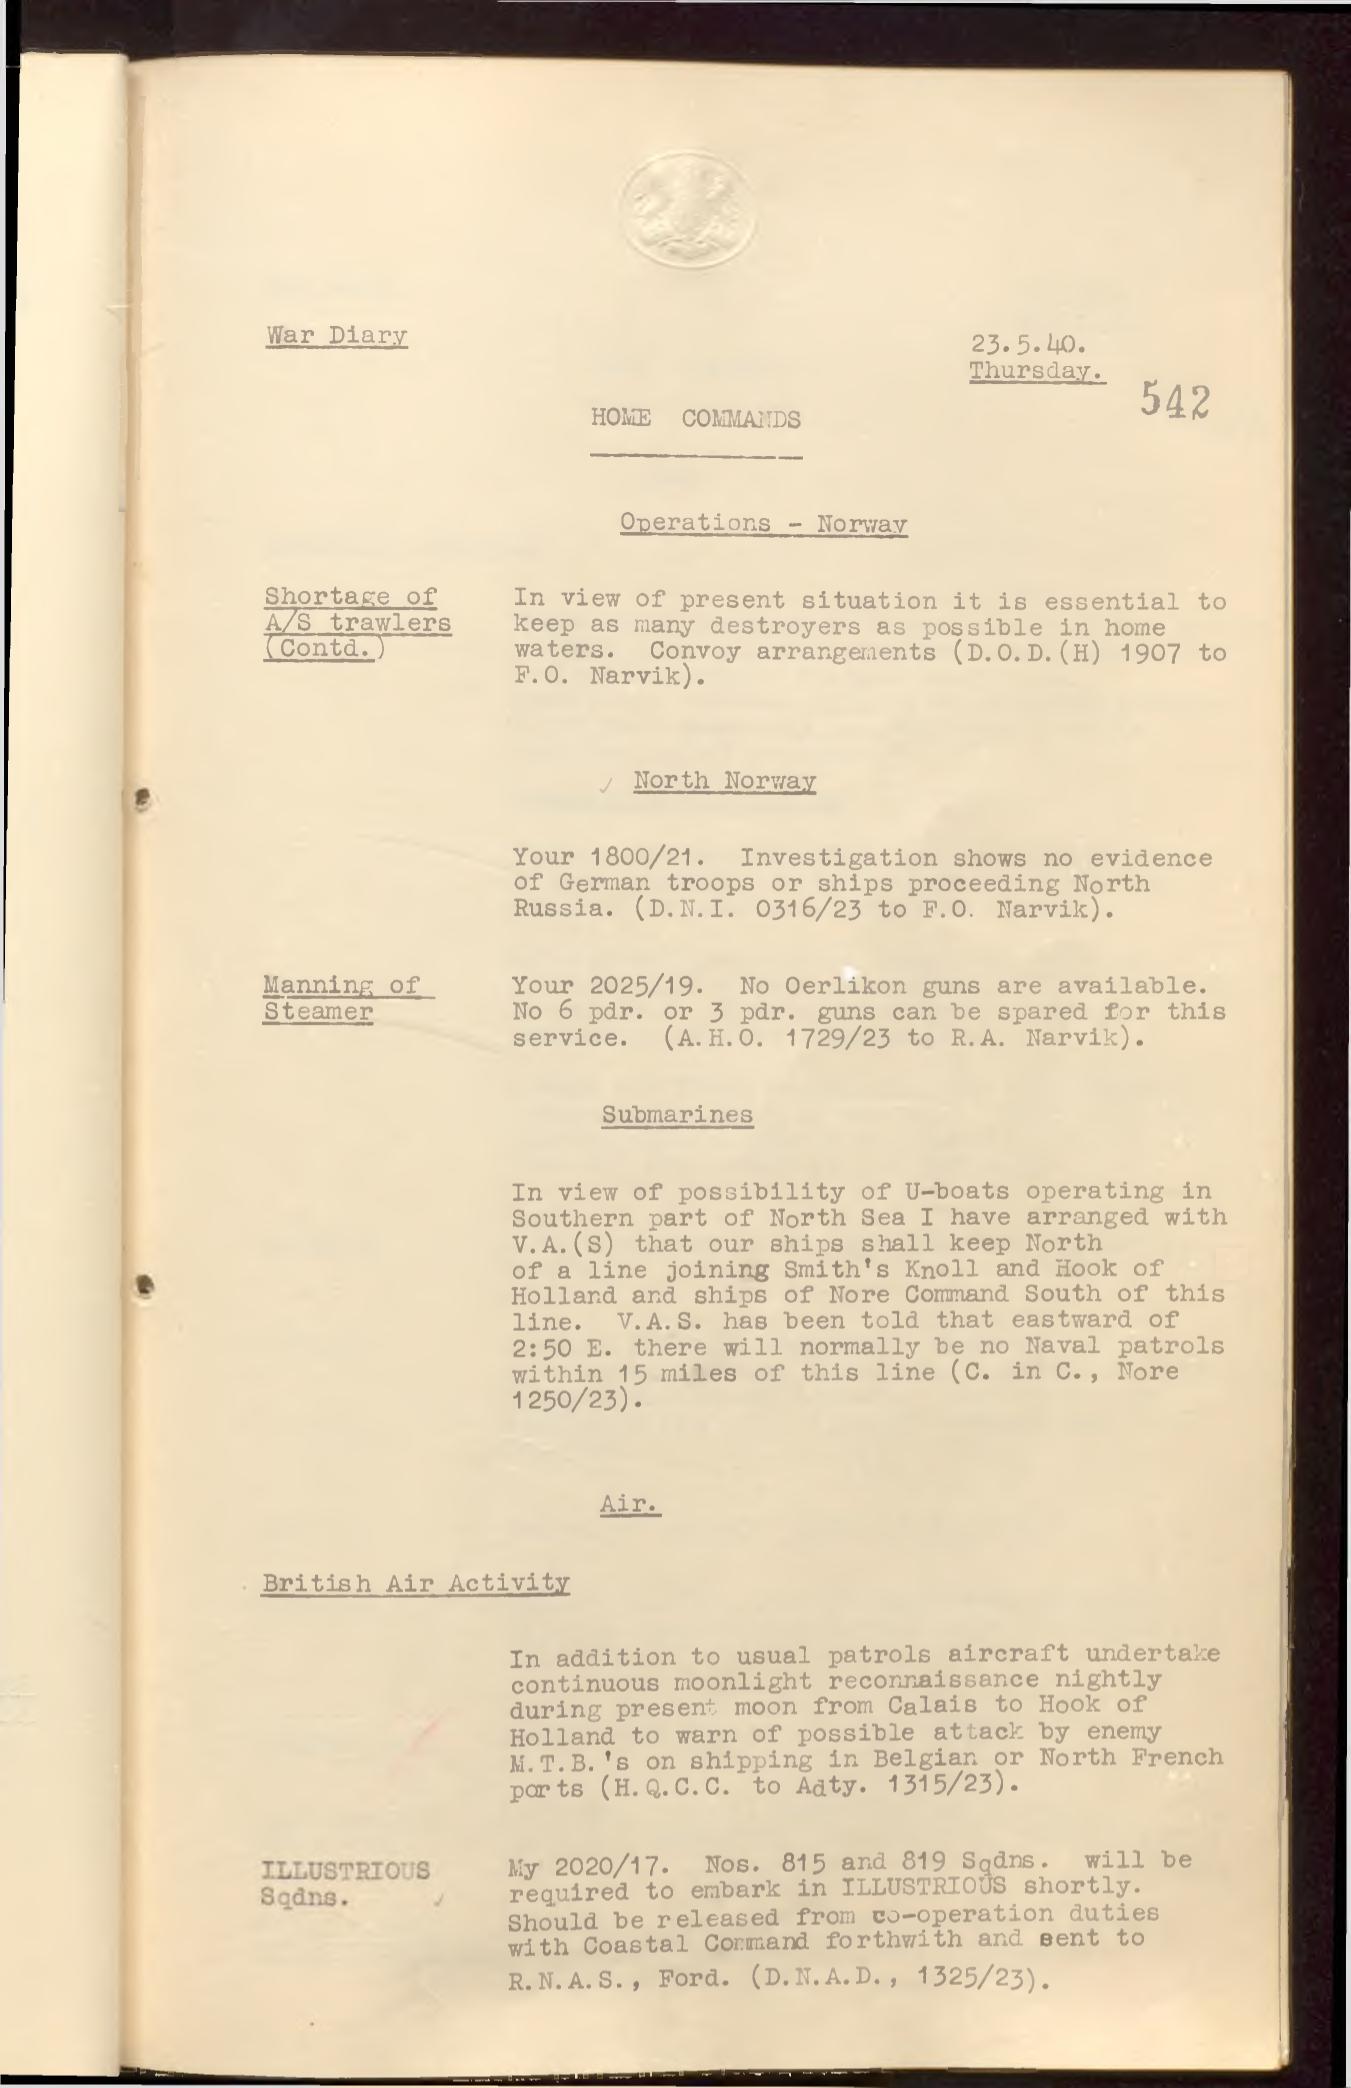 War Diary
23.5.40.
Thursday.
542
HOME COMMANDS
Operations - Norway
Shortage of
A/S trawlers
(Contd.)
In view of present situation it is essential to
keep as many destroyers as possible in home
waters. Convoy arrangements (D.O.D.(H) 1907 to
F.O. Narvik).
North Norway
Your 1800/21. Investigation shows no evidence
of German troops or ships proceeding North
Russia. (D.N.I. 0316/23 to F.O. Narvik).
Manning of
Steamer
Your 2025/19. No Oerlikon guns are available.
No 6 pdr. or 3 pdr. guns can be spared for this
service. (A.H.O. 1729/23 to R.A. Narvik).
Submarines
In view of possibility of U-boats operating in
Southern part of North Sea I have arranged with
V.A.(S) that our ships shall keep North
of a line joining Smith's Knoll and Hook of
Holland and ships of Nore Command South of this
line. V.A.S. has been told that eastward of
2:50 E. there will normally be no Naval patrols
within 15 miles of this line (C. in C., Nore
1250/23).
Air.
British Air Activity
In addition to usual patrols aircraft undertake
continuous moonlight reconnaissance nightly
during present moon from Calais to Hook of
Holland to warn of possible attack by enemy
M.T.B.'s on shipping in Belgian or North French
ports (H.Q.C.C. to Adty. 1315/23).
ILLUSTRIOUS
Sqdns.
My 2020/17. Nos. 815 and 819 Sqdns. will be
required to embark in ILLUSTRIOUS shortly.
Should be released from co-operation duties
with Coastal Command forthwith and sent to
R.N.A.S., Ford. (D.N.A.D., 1325/23).